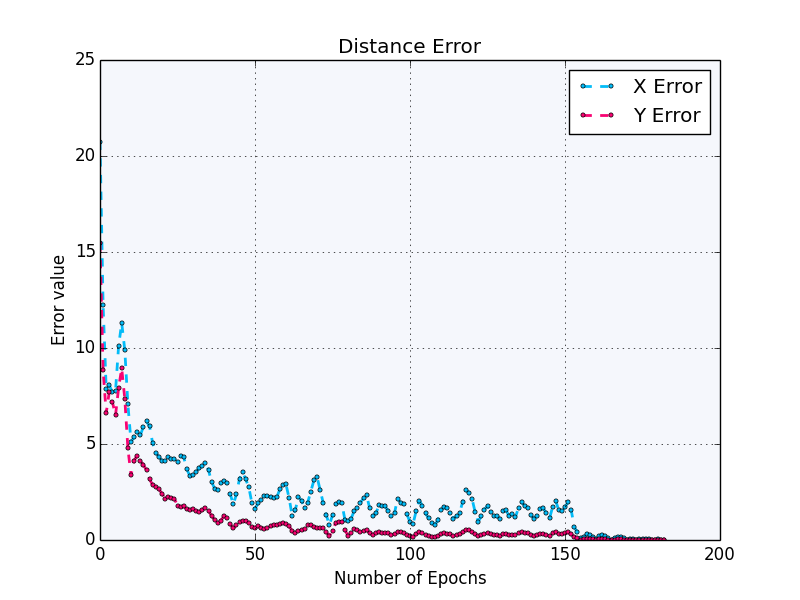 Distance Error
X Error
Y Error
Error value
25
20
15
10
5
0
0 50 100 150 200
Number of Epochs